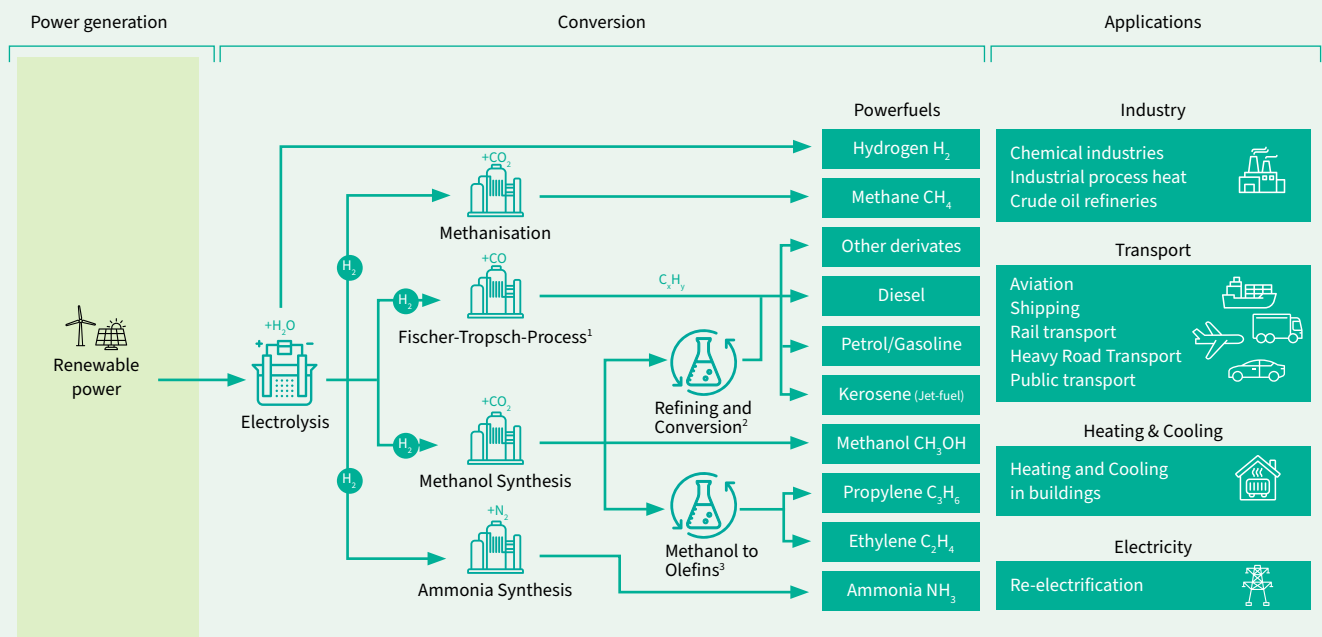 Power generation
Conversion
Applications
Powerfuels
Industry
Hydrogen H₂
Chemical industries
Industrial process heat
Crude oil refineries
+CO₂
Methane CH₄
Methanisation
Other derivates
Transport
+CO
H₂
CₓHᵧ
H₂
Diesel
Aviation
Shipping
Rail transport
Heavy Road Transport
Public transport
Fischer-Tropsch-Process¹
+H₂O
+ −
Renewable
power
Petrol/Gasoline
Electrolysis
Refining and
Conversion²
Kerosene (Jet-fuel)
+CO₂
H₂
Methanol CH₃OH
Heating & Cooling
Methanol Synthesis
H₂
Propylene C₃H₆
Heating and Cooling
in buildings
+N₂
Ethylene C₂H₄
Methanol to
Olefins³
Electricity
Ammonia Synthesis
Ammonia NH₃
Re-electrification